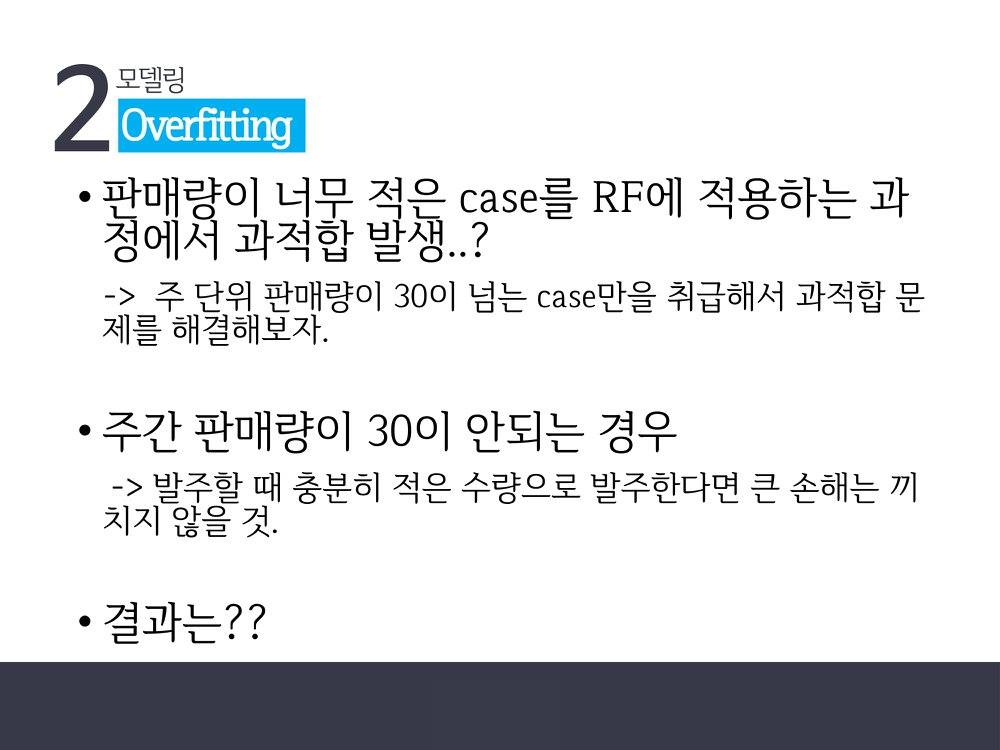 2
모델링
Overfitting
• 판매량이 너무 적은 case를 RF에 적용하는 과
정에서 과적합 발생..?
-> 주 단위 판매량이 30이 넘는 case만을 취급해서 과적합 문
제를 해결해보자.
• 주간 판매량이 30이 안되는 경우
-> 발주할 때 충분히 적은 수량으로 발주한다면 큰 손해는 끼
치지 않을 것.
• 결과는??